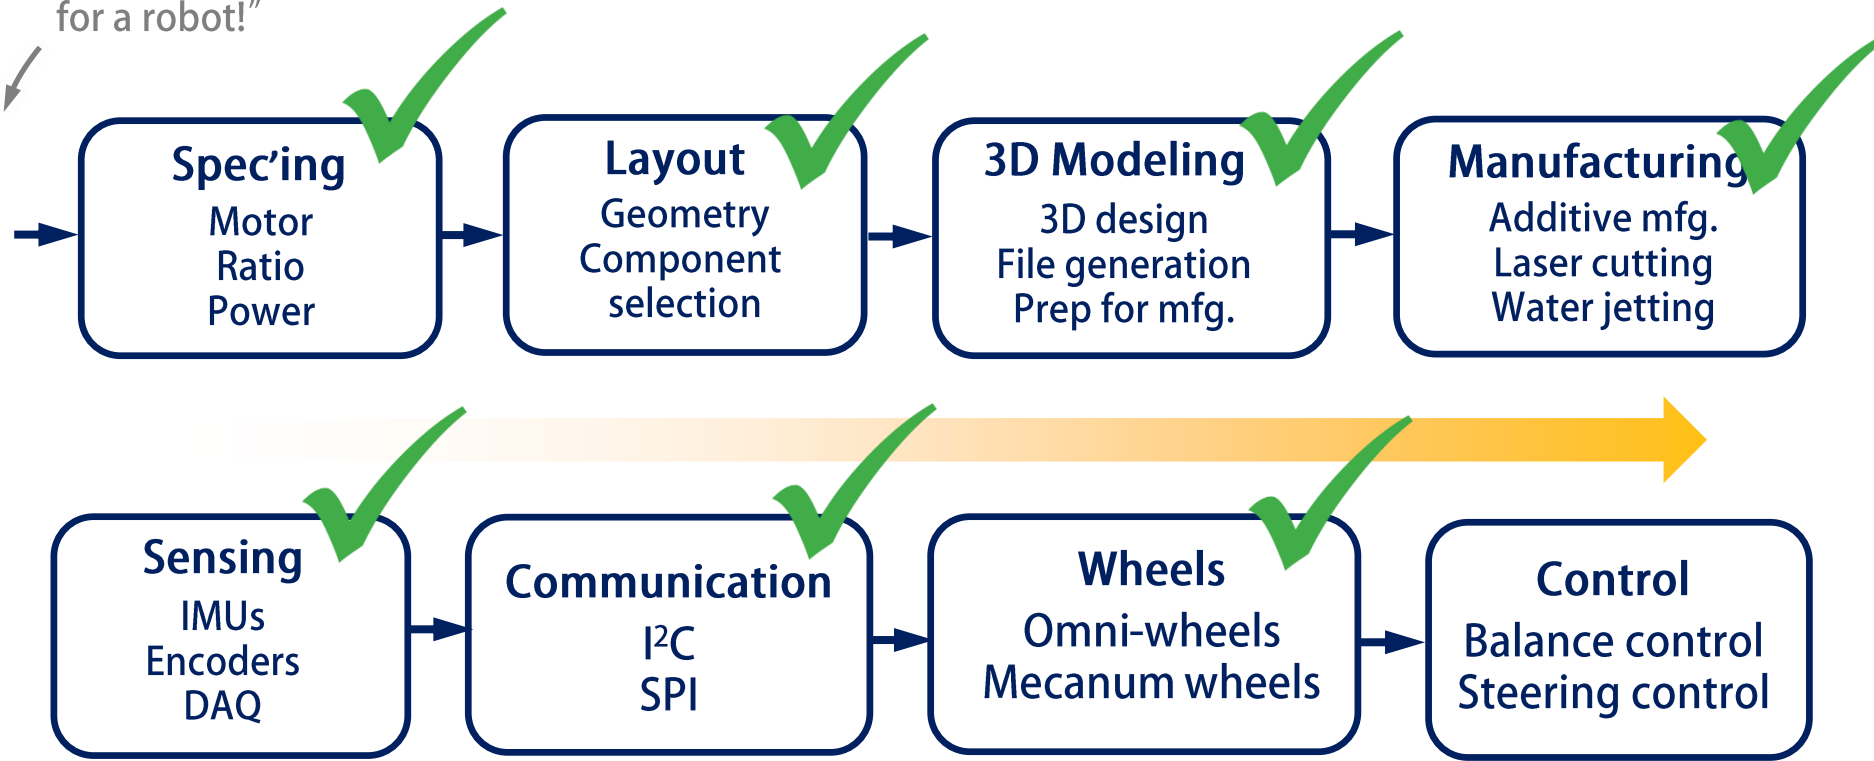 for a robot!”
Spec’ing
Motor
Ratio
Power
Layout
Geometry
Component
selection
3D Modeling
3D design
File generation
Prep for mfg.
Manufacturing
Additive mfg.
Laser cutting
Water jetting
Sensing
IMUs
Encoders
DAQ
Communication
I²C
SPI
Wheels
Omni-wheels
Mecanum wheels
Control
Balance control
Steering control